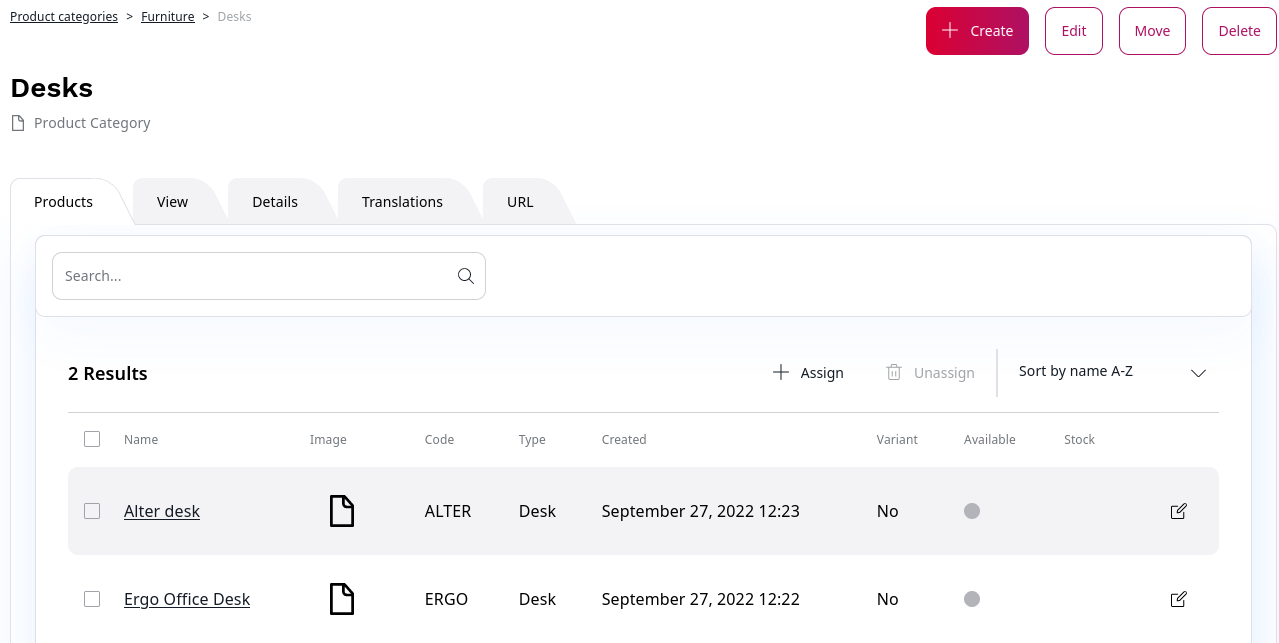 Product categories > Furniture > Desks
Create Edit Move Delete
Desks
Product Category
Products View Details Translations URL
Search...
2 Results Assign Unassign Sort by name A-Z
Name Image Code Type Created Variant Available Stock
Alter desk ALTER Desk September 27, 2022 12:23 No
Ergo Office Desk ERGO Desk September 27, 2022 12:22 No